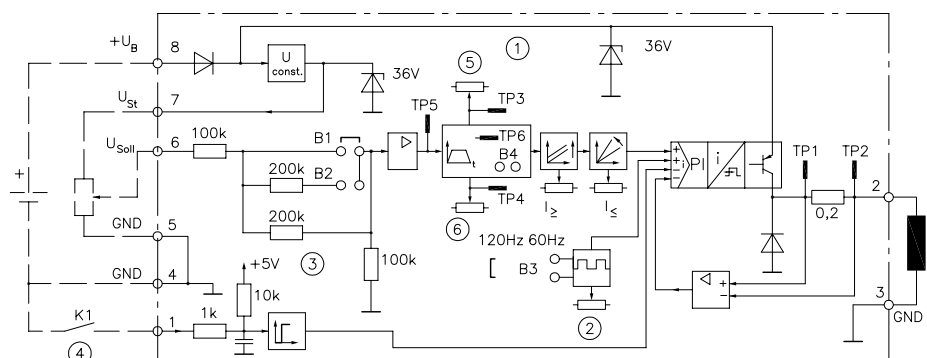 +U_B
8
U
const.
36V
1
36V
5
U_St
7
TP5
TP3
U_Soll
6
100k
B1
TP6
B4
t
+
+
i
−
−
PI
i
TP1
TP2
B2
200k
TP4
I≥
I≤
0,2
2
+
200k
6
GND
5
120Hz 60Hz
100k
3
B3
GND
4
+5V
10k
+
−
3
GND
K1
1
1k
2
4